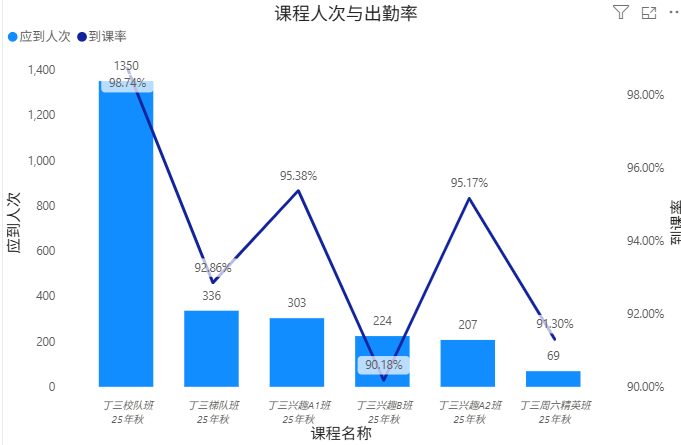 课程人次与出勤率
应到人次 到课率
1,400
1,200
1,000
800
600
400
200
0
应到人次
1350
98.74%
92.86%
336
95.38%
303
224
90.18%
95.17%
207
91.30%
69
98.00%
96.00%
94.00%
92.00%
90.00%
到课率
丁三校队班
25年秋
丁三梯队班
25年秋
丁三兴趣A1班
25年秋
丁三兴趣B班
25年秋
丁三兴趣A2班
25年秋
丁三周六精英班
25年秋
课程名称